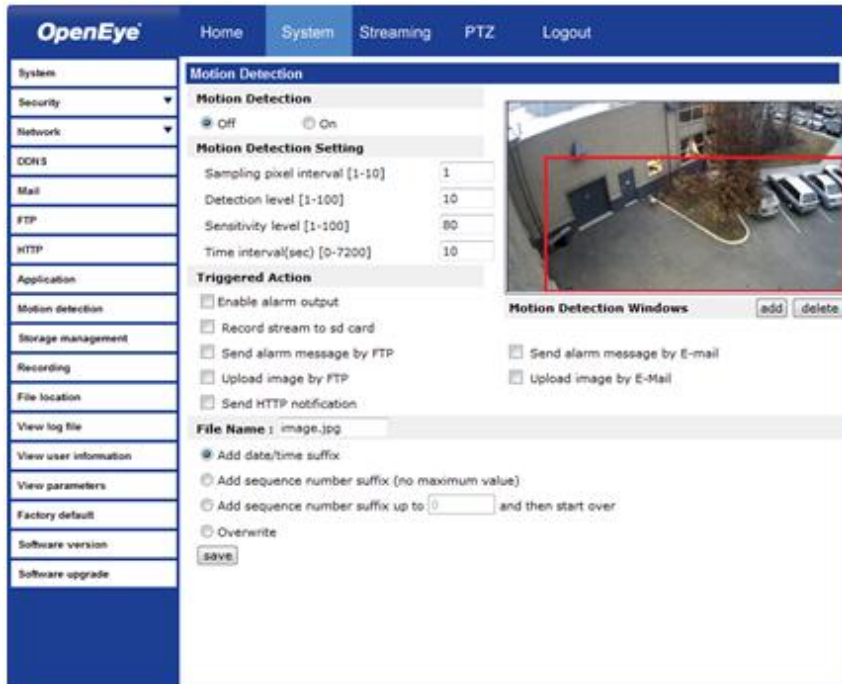 OpenEye
Home System Streaming PTZ Logout
System
Security
Network
DDNS
Mail
FTP
HTTP
Application
Motion detection
Storage management
Recording
File location
View log file
View user information
View parameters
Factory default
Software version
Software upgrade
Motion Detection
Motion Detection
Off On
Motion Detection Setting
Sampling pixel interval [1-10] 1
Detection level [1-100] 10
Sensitivity level [1-100] 80
Time interval(sec) [0-7200] 10
Triggered Action
Enable alarm output
Motion Detection Windows add delete
Record stream to sd card
Send alarm message by FTP Send alarm message by E-mail
Upload image by FTP Upload image by E-Mail
Send HTTP notification
File Name : image.jpg
Add date/time suffix
Add sequence number suffix (no maximum value)
Add sequence number suffix up to 0 and then start over
Overwrite
save